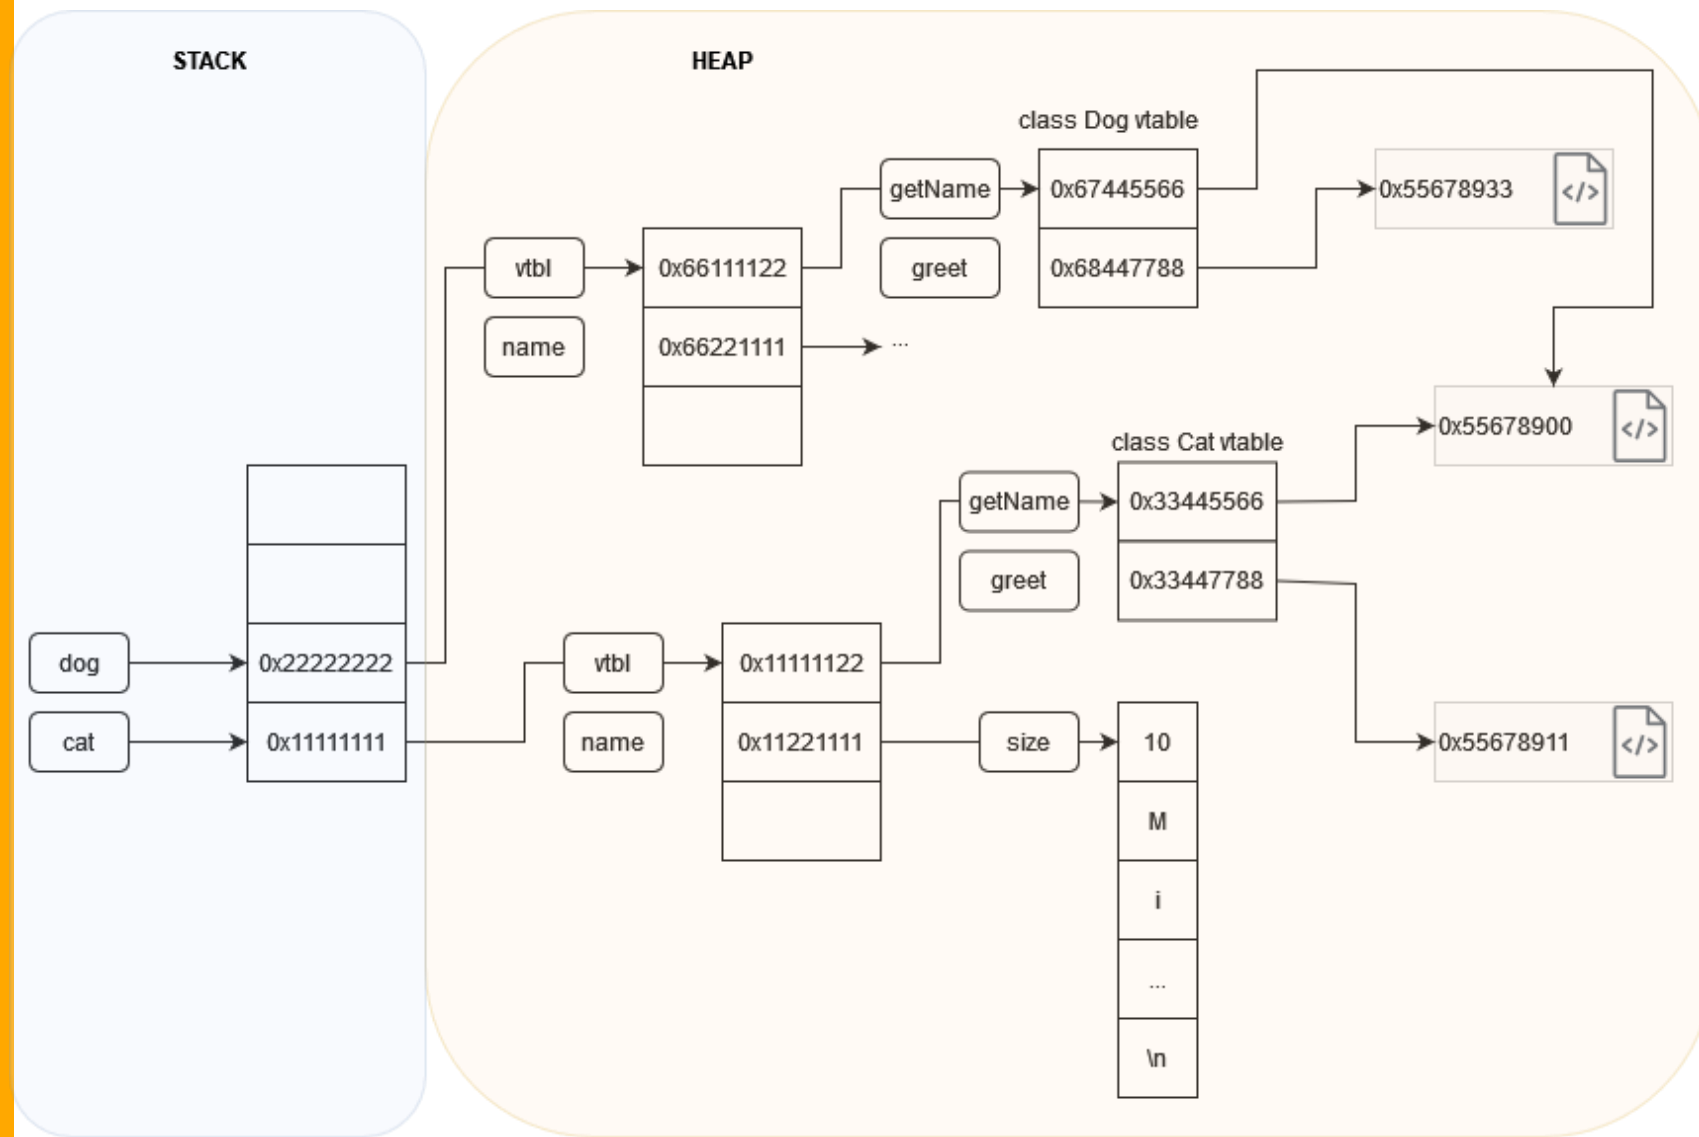 STACK
HEAP
class Dog vtable
getName
0x67445566
0x55678933
vtbl
0x66111122
greet
0x68447788
name
0x66221111
...
0x55678900
class Cat vtable
getName
0x33445566
greet
0x33447788
dog
0x22222222
vtbl
0x11111122
cat
0x11111111
name
0x11221111
size
10
0x55678911
M
i
...
\n